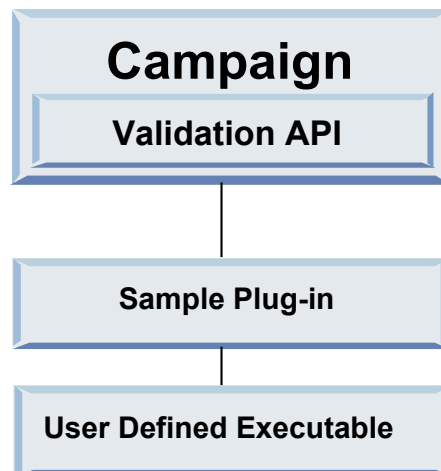 Campaign
Validation API
Sample Plug-in
User Defined Executable